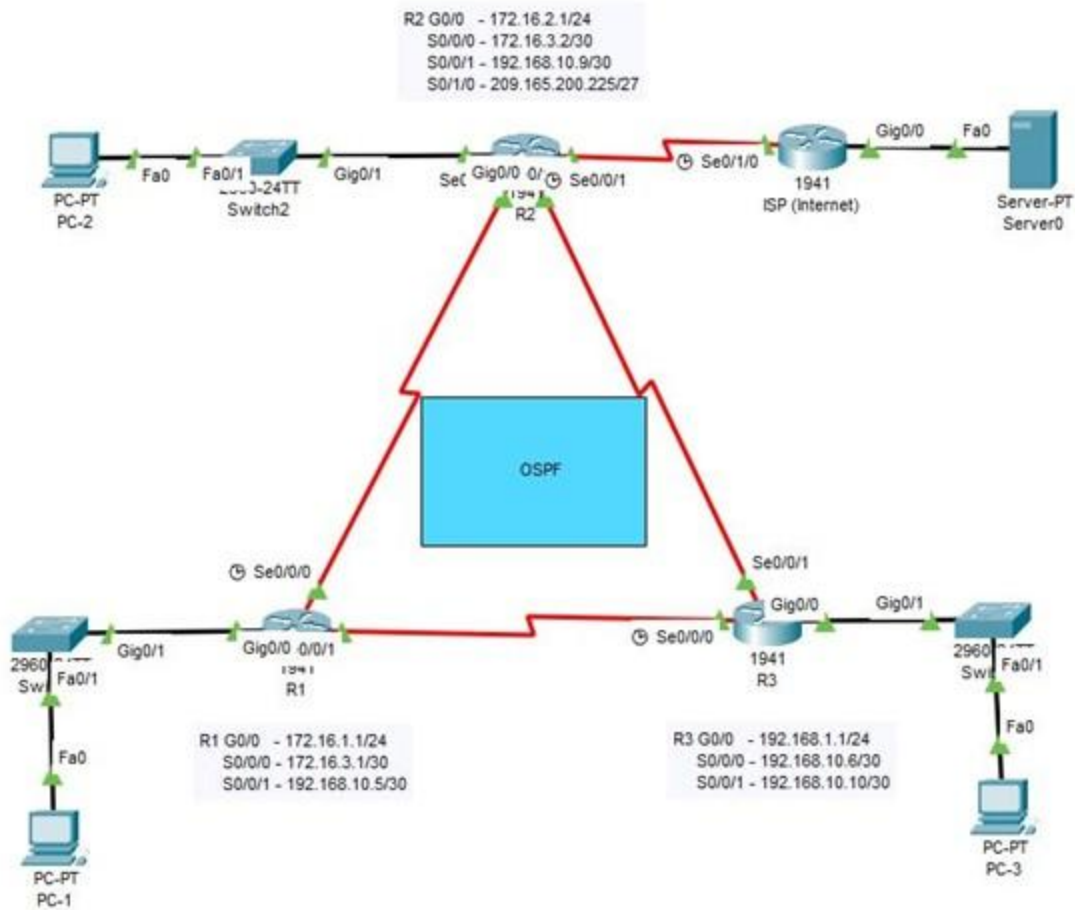 R2 G0/0 - 172.16.2.1/24
S0/0/0 - 172.16.3.2/30
S0/0/1 - 192.168.10.9/30
S0/1/0 - 209.165.200.225/27
Fa0
Fa0/1
Gig0/1
Gig0/0
Se0/0/1
Se0/1/0
Gig0/0
Fa0
PC-PT
PC-2
Switch2
R2
1941
ISP (Internet)
Server-PT
Server0
OSPF
Se0/0/0
Se0/0/1
Gig0/1
Gig0/0
0/0/1
Se0/0/0
Gig0/0
Gig0/1
2960
Fa0/1
R1
1941
R3
2960
Fa0/1
Fa0
Fa0
R1 G0/0 - 172.16.1.1/24
S0/0/0 - 172.16.3.1/30
S0/0/1 - 192.168.10.5/30
R3 G0/0 - 192.168.1.1/24
S0/0/0 - 192.168.10.6/30
S0/0/1 - 192.168.10.10/30
PC-PT
PC-1
PC-PT
PC-3